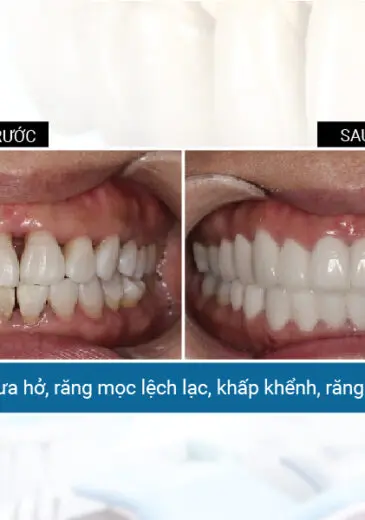 RƯỚC
SAU
ưa hở, răng mọc lệch lạc, khấp khểnh, răng